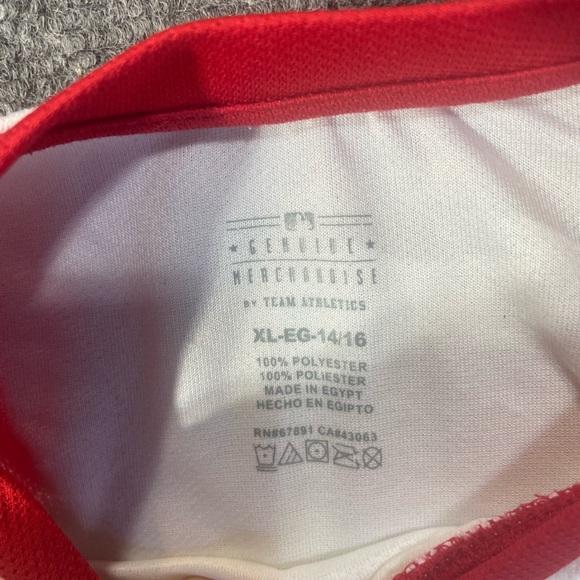 GENUINE
MERCHANDISE
BY TEAM ATHLETICS
XL-EG-14/16
100% POLYESTER
100% POLIESTER
MADE IN EGYPT
HECHO EN EGIPTO
RN#67891 CA#43063